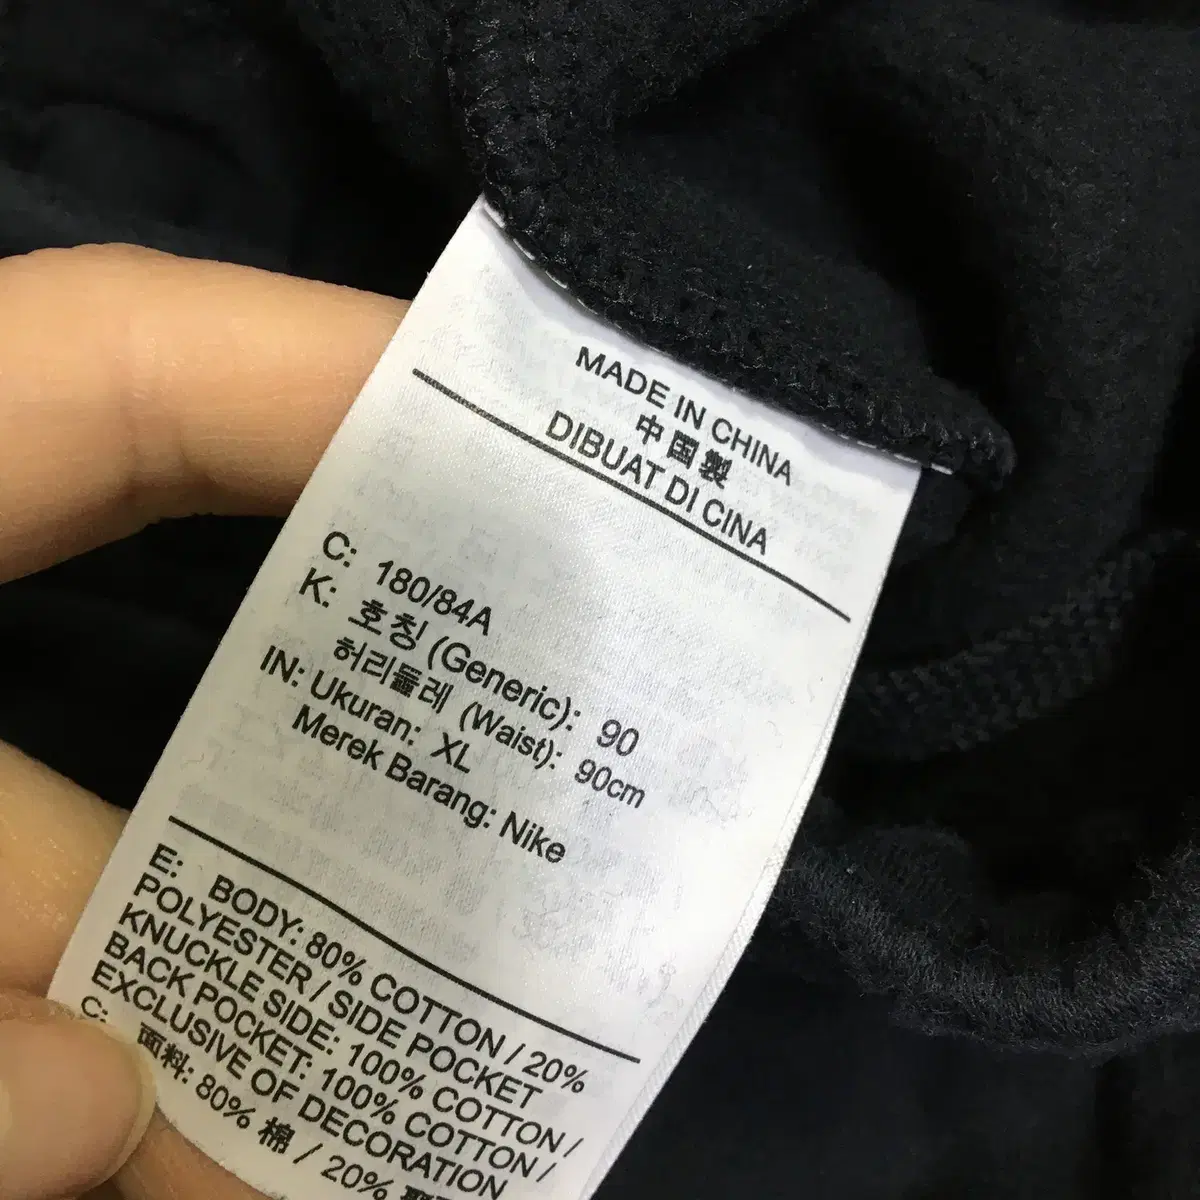 MADE IN CHINA
中国製
DIBUAT DI CINA
C: 180/84A
K: 호칭 (Generic): 90
허리둘레 (Waist): 90cm
IN: Ukuran: XL
Merek Barang: Nike
E: BODY: 80% COTTON / 20%
POLYESTER / SIDE POCKET
KNUCKLE SIDE: 100% COTTON /
BACK POCKET: 100% COTTON /
EXCLUSIVE OF DECORATION
C: 面料: 80% 棉 / 20%